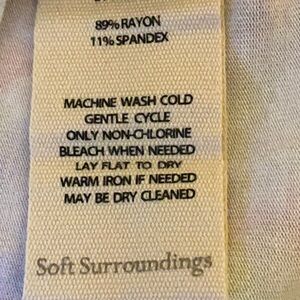 89% RAYON
11% SPANDEX
MACHINE WASH COLD
GENTLE CYCLE
ONLY NON-CHLORINE
BLEACH WHEN NEEDED
LAY FLAT TO DRY
WARM IRON IF NEEDED
MAY BE DRY CLEANED
Soft Surroundings